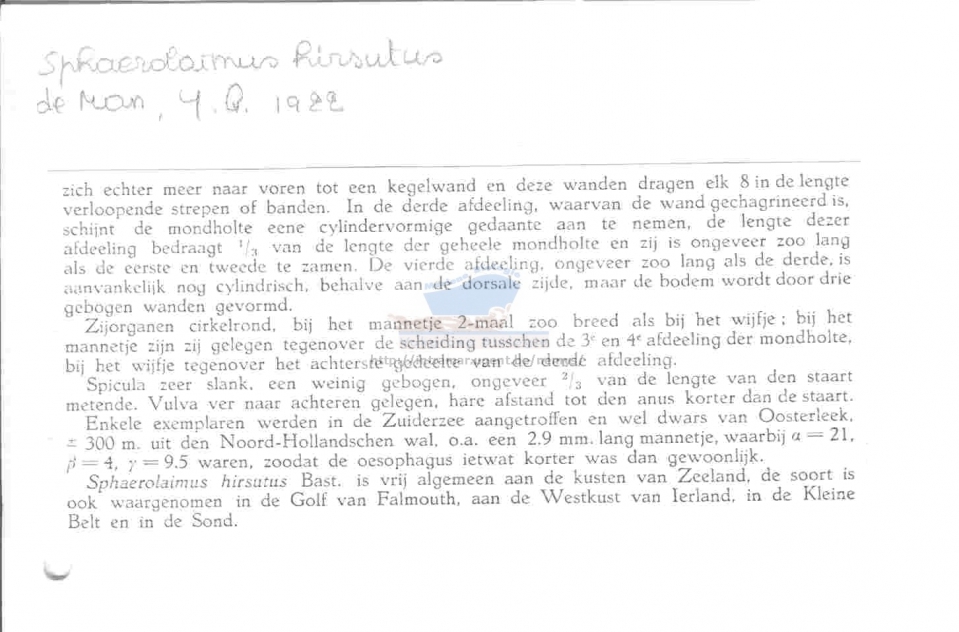 Sphaerolaimus hirsutus
de Man, Y. G. 1922
zich echter meer naar voren tot een kegelwand en deze wanden dragen elk 8 in de lengte
verloopende strepen of banden. In de derde afdeeling, waarvan de wand gechagrineerd is,
schijnt de mondholte eene cylindervormige gedaante aan te nemen, de lengte dezer
afdeeling bedraagt 1/3 van de lengte der geheele mondholte en zij is ongeveer zoo lang
als de eerste en tweede te zamen. De vierde afdeeling, ongeveer zoo lang als de derde, is
aanvankelijk nog cylindrisch, behalve aan de dorsale zijde, maar de bodem wordt door drie
gebogen wanden gevormd.
Zijorganen cirkelrond, bij het mannetje 2-maal zoo breed als bij het wijfje; bij het
mannetje zijn zij gelegen tegenover de scheiding tusschen de 3e en 4e afdeeling der mondholte,
bij het wijfje tegenover het achterste gedeelte van de derde afdeeling.
Spicula zeer slank, een weinig gebogen, ongeveer 2/3 van de lengte van den staart
metende. Vulva ver naar achteren gelegen, hare afstand tot den anus korter dan de staart.
Enkele exemplaren werden in de Zuiderzee aangetroffen en wel dwars van Oosterleek,
± 300 m. uit den Noord-Hollandschen wal, o.a. een 2.9 mm. lang mannetje, waarbij α = 21,
β = 4, γ = 9.5 waren, zoodat de oesophagus ietwat korter was dan gewoonlijk.
Sphaerolaimus hirsutus Bast. is vrij algemeen aan de kusten van Zeeland, de soort is
ook waargenomen in de Golf van Falmouth, aan de Westkust van Ierland, in de Kleine
Belt en in de Sond.